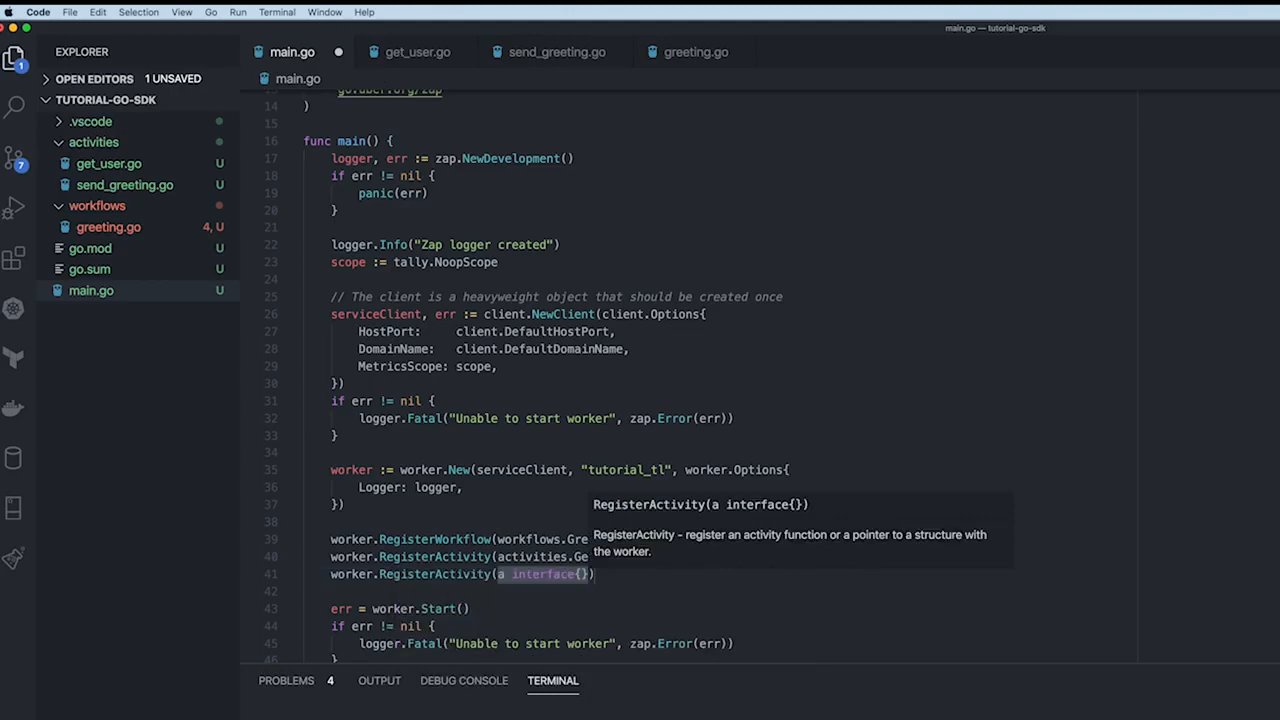 Code File Edit Selection View Go Run Terminal Window Help
main.go — tutorial-go-sdk
EXPLORER
main.go get_user.go send_greeting.go greeting.go
OPEN EDITORS 1 UNSAVED
main.go
TUTORIAL-GO-SDK
.vscode
activities
get_user.go U
send_greeting.go U
workflows
greeting.go 4, U
go.mod U
go.sum U
main.go U
1
7
13 go.uber.org/zap
14 )
15
16 func main() {
17 logger, err := zap.NewDevelopment()
18 if err != nil {
19 panic(err)
20 }
21
22 logger.Info("Zap logger created")
23 scope := tally.NoopScope
24
25 // The client is a heavyweight object that should be created once
26 serviceClient, err := client.NewClient(client.Options{
27 HostPort: client.DefaultHostPort,
28 DomainName: client.DefaultDomainName,
29 MetricsScope: scope,
30 })
31 if err != nil {
32 logger.Fatal("Unable to start worker", zap.Error(err))
33 }
34
35 worker := worker.New(serviceClient, "tutorial_tl", worker.Options{
36 Logger: logger,
37 })
38
39 worker.RegisterWorkflow(workflows.Gre
40 worker.RegisterActivity(activities.Ge
41 worker.RegisterActivity(a interface{})
42
43 err = worker.Start()
44 if err != nil {
45 logger.Fatal("Unable to start worker", zap.Error(err))
46 }
RegisterActivity(a interface{})
RegisterActivity - register an activity function or a pointer to a structure with
the worker.
PROBLEMS 4 OUTPUT DEBUG CONSOLE TERMINAL